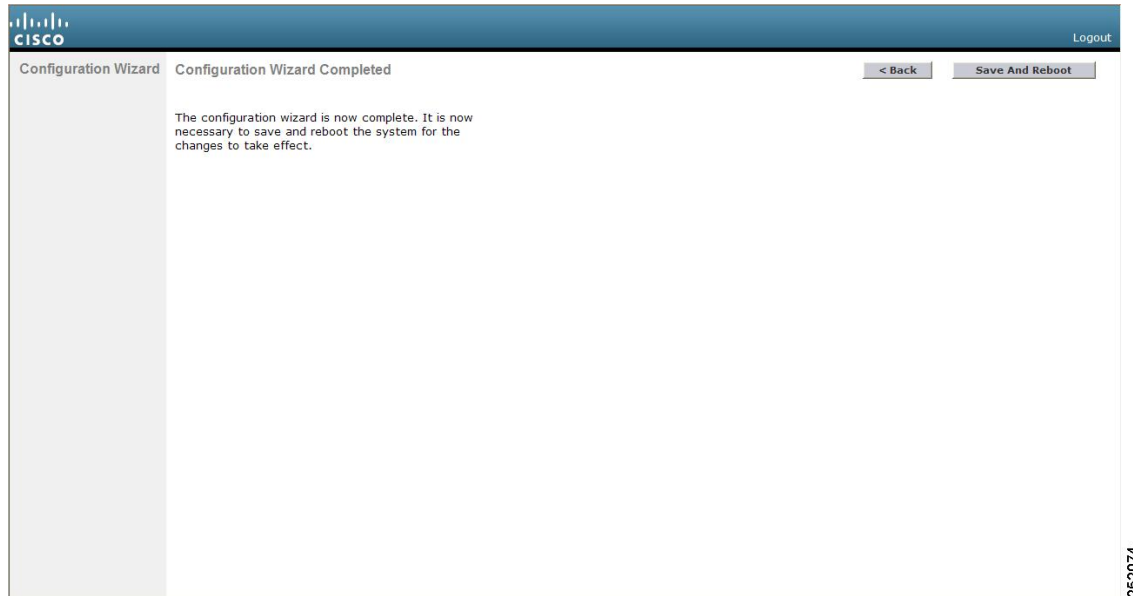 CISCO
Logout
Configuration Wizard
Configuration Wizard Completed
< Back
Save And Reboot
The configuration wizard is now complete. It is now
necessary to save and reboot the system for the
changes to take effect.
252074